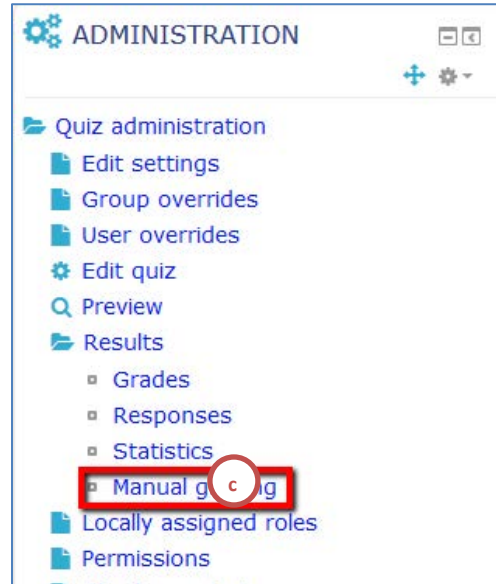 ADMINISTRATION
Quiz administration
Edit settings
Group overrides
User overrides
Edit quiz
Preview
Results
Grades
Responses
Statistics
Manual
c
Locally assigned roles
Permissions